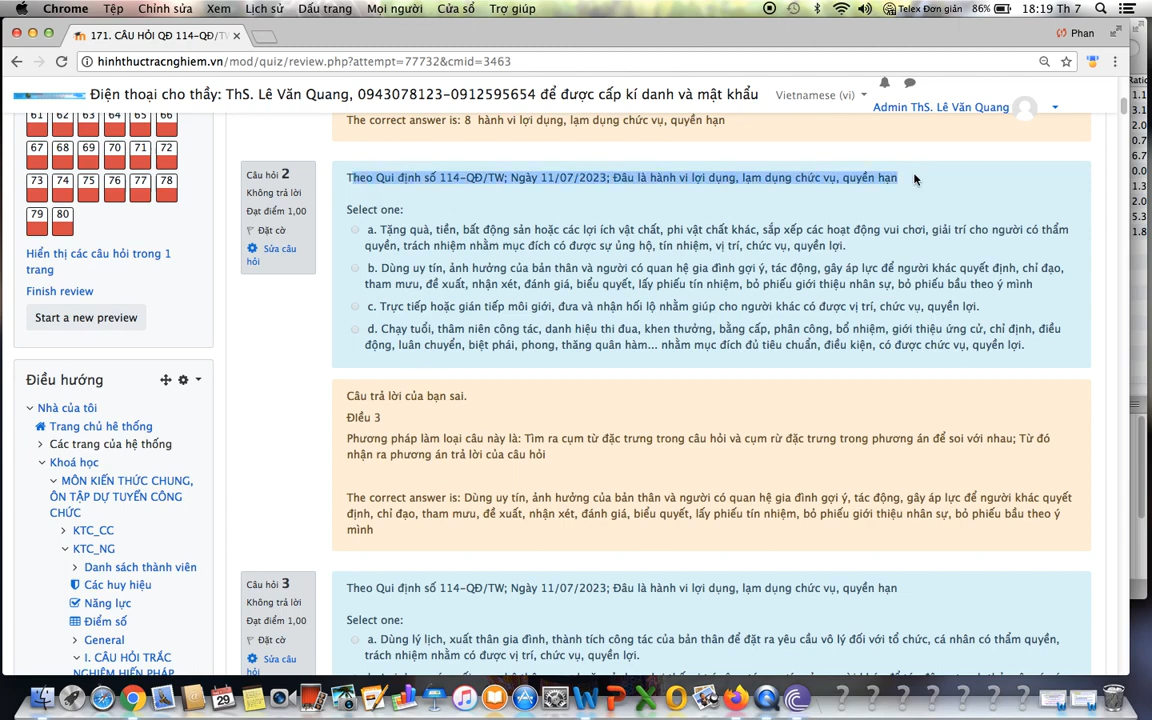 Chrome Tệp Chỉnh sửa Xem Lịch sử Dấu trang Mọi người Cửa sổ Trợ giúp Telex Đơn giản 86% 18:19 Th 7
171. CÂU HỎI QĐ 114-QĐ/TW Phan
hinhthuctracnghiem.vn/mod/quiz/review.php?attempt=77732&cmid=3463
Điện thoại cho thầy: ThS. Lê Văn Quang, 0943078123-0912595654 để được cấp kí danh và mật khẩu Vietnamese (vi)
Admin ThS. Lê Văn Quang
61 62 63 64 65 66
67 68 69 70 71 72
73 74 75 76 77 78
79 80
Hiển thị các câu hỏi trong 1
trang
Finish review
Start a new preview
Điều hướng
Nhà của tôi
Trang chủ hệ thống
Các trang của hệ thống
Khoá học
MÔN KIẾN THỨC CHUNG,
ÔN TẬP DỰ TUYỂN CÔNG
CHỨC
KTC_CC
KTC_NG
Danh sách thành viên
Các huy hiệu
Năng lực
Điểm số
General
I. CÂU HỎI TRẮC
NGHIỆM HIẾN PHÁP
The correct answer is: 8 hành vi lợi dụng, lạm dụng chức vụ, quyền hạn
Câu hỏi 2
Không trả lời
Đạt điểm 1,00
Đặt cờ
Sửa câu
hỏi
Theo Qui định số 114-QĐ/TW; Ngày 11/07/2023; Đâu là hành vi lợi dụng, lạm dụng chức vụ, quyền hạn
Select one:
a. Tặng quà, tiền, bất động sản hoặc các lợi ích vật chất, phi vật chất khác, sắp xếp các hoạt động vui chơi, giải trí cho người có thẩm
quyền, trách nhiệm nhằm mục đích có được sự ủng hộ, tín nhiệm, vị trí, chức vụ, quyền lợi.
b. Dùng uy tín, ảnh hưởng của bản thân và người có quan hệ gia đình gợi ý, tác động, gây áp lực để người khác quyết định, chỉ đạo,
tham mưu, đề xuất, nhận xét, đánh giá, biểu quyết, lấy phiếu tín nhiệm, bỏ phiếu giới thiệu nhân sự, bỏ phiếu bầu theo ý mình
c. Trực tiếp hoặc gián tiếp môi giới, đưa và nhận hối lộ nhằm giúp cho người khác có được vị trí, chức vụ, quyền lợi.
d. Chạy tuổi, thâm niên công tác, danh hiệu thi đua, khen thưởng, bằng cấp, phân công, bổ nhiệm, giới thiệu ứng cử, chỉ định, điều
động, luân chuyển, biệt phái, phong, thăng quân hàm... nhằm mục đích đủ tiêu chuẩn, điều kiện, có được chức vụ, quyền lợi.
Câu trả lời của bạn sai.
Điều 3
Phương pháp làm loại câu này là: Tìm ra cụm từ đặc trưng trong câu hỏi và cụm rừ đặc trưng trong phương án để soi với nhau; Từ đó
nhận ra phương án trả lời của câu hỏi
The correct answer is: Dùng uy tín, ảnh hưởng của bản thân và người có quan hệ gia đình gợi ý, tác động, gây áp lực để người khác quyết
định, chỉ đạo, tham mưu, đề xuất, nhận xét, đánh giá, biểu quyết, lấy phiếu tín nhiệm, bỏ phiếu giới thiệu nhân sự, bỏ phiếu bầu theo ý
mình
Câu hỏi 3
Không trả lời
Đạt điểm 1,00
Đặt cờ
Sửa câu
hỏi
Theo Qui định số 114-QĐ/TW; Ngày 11/07/2023; Đâu là hành vi lợi dụng, lạm dụng chức vụ, quyền hạn
Select one:
a. Dùng lý lịch, xuất thân gia đình, thành tích công tác của bản thân để đặt ra yêu cầu vô lý đối với tổ chức, cá nhân có thẩm quyền,
trách nhiệm nhằm có được vị trí, chức vụ, quyền lợi.